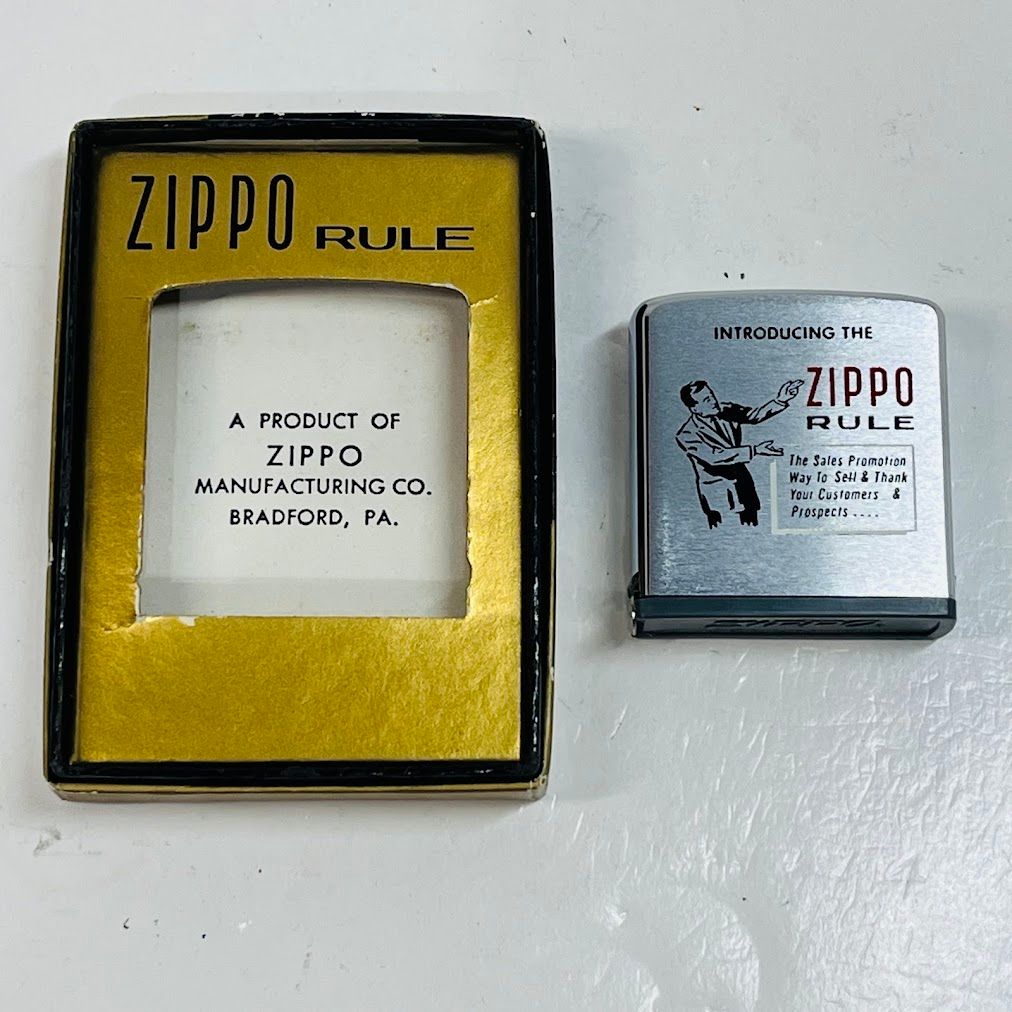 ZIPPO RULE
A PRODUCT OF
ZIPPO
MANUFACTURING CO.
BRADFORD, PA.
INTRODUCING THE
ZIPPO
RULE
The Sales Promotion
Way To Sell & Thank
Your Customers &
Prospects ....
ZIPPO